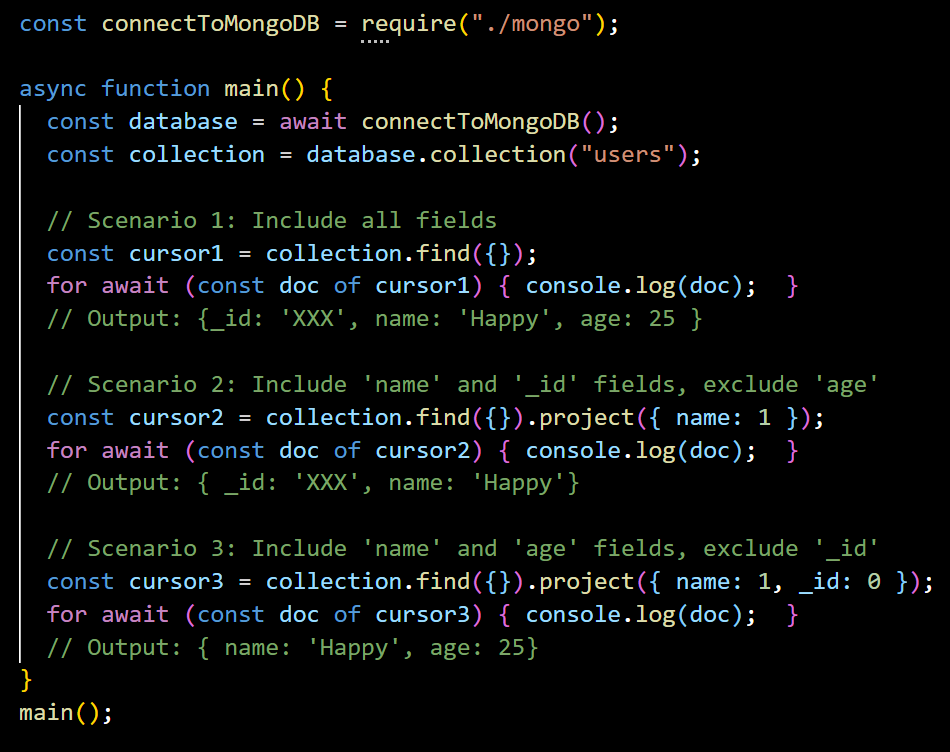 const connectToMongoDB = require("./mongo");
async function main() {
const database = await connectToMongoDB();
const collection = database.collection("users");
// Scenario 1: Include all fields
const cursor1 = collection.find({});
for await (const doc of cursor1) { console.log(doc);  }
// Output: {_id: 'XXX', name: 'Happy', age: 25 }
// Scenario 2: Include 'name' and '_id' fields, exclude 'age'
const cursor2 = collection.find({}).project({ name: 1 });
for await (const doc of cursor2) { console.log(doc);  }
// Output: { _id: 'XXX', name: 'Happy'}
// Scenario 3: Include 'name' and 'age' fields, exclude '_id'
const cursor3 = collection.find({}).project({ name: 1, _id: 0 });
for await (const doc of cursor3) { console.log(doc);  }
// Output: { name: 'Happy', age: 25}
}
main();